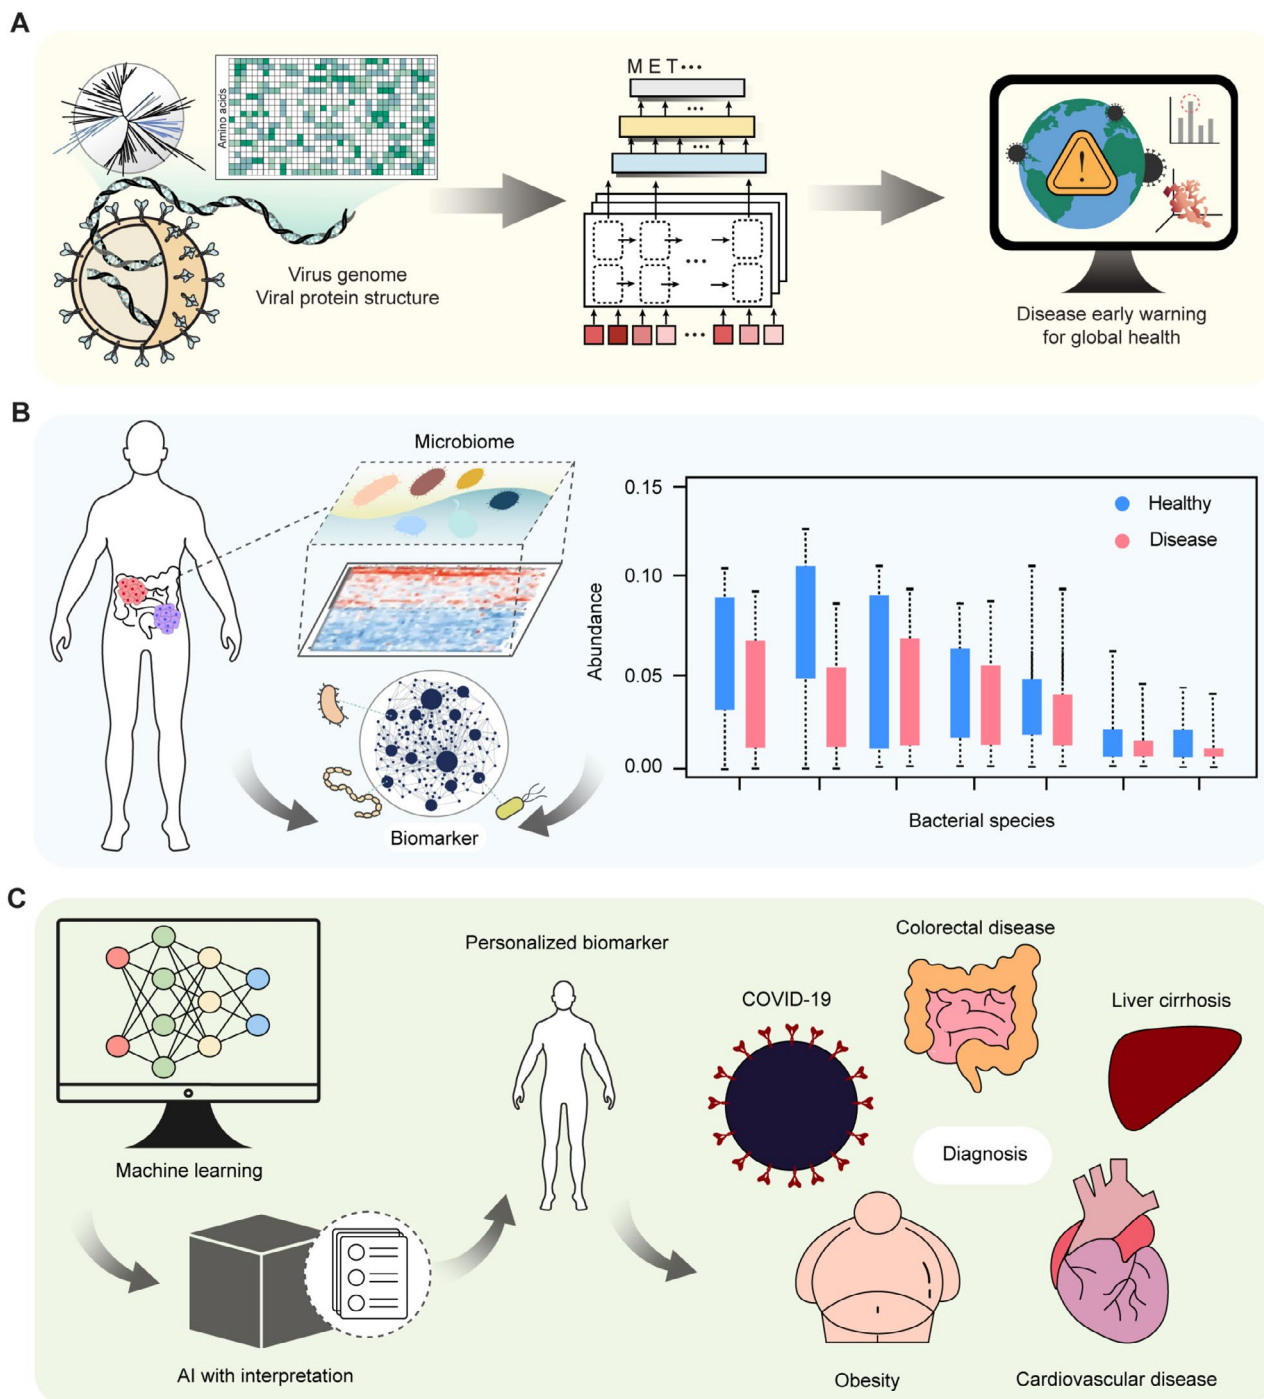 A
Amino acids
MET...
Virus genome
Viral protein structure
!
Disease early warning
for global health
B
Microbiome
Biomarker
0.15
0.10
0.05
0.00
Abundance
Healthy
Disease
Bacterial species
C
Machine learning
AI with interpretation
Personalized biomarker
COVID-19
Colorectal disease
Liver cirrhosis
Diagnosis
Obesity
Cardiovascular disease